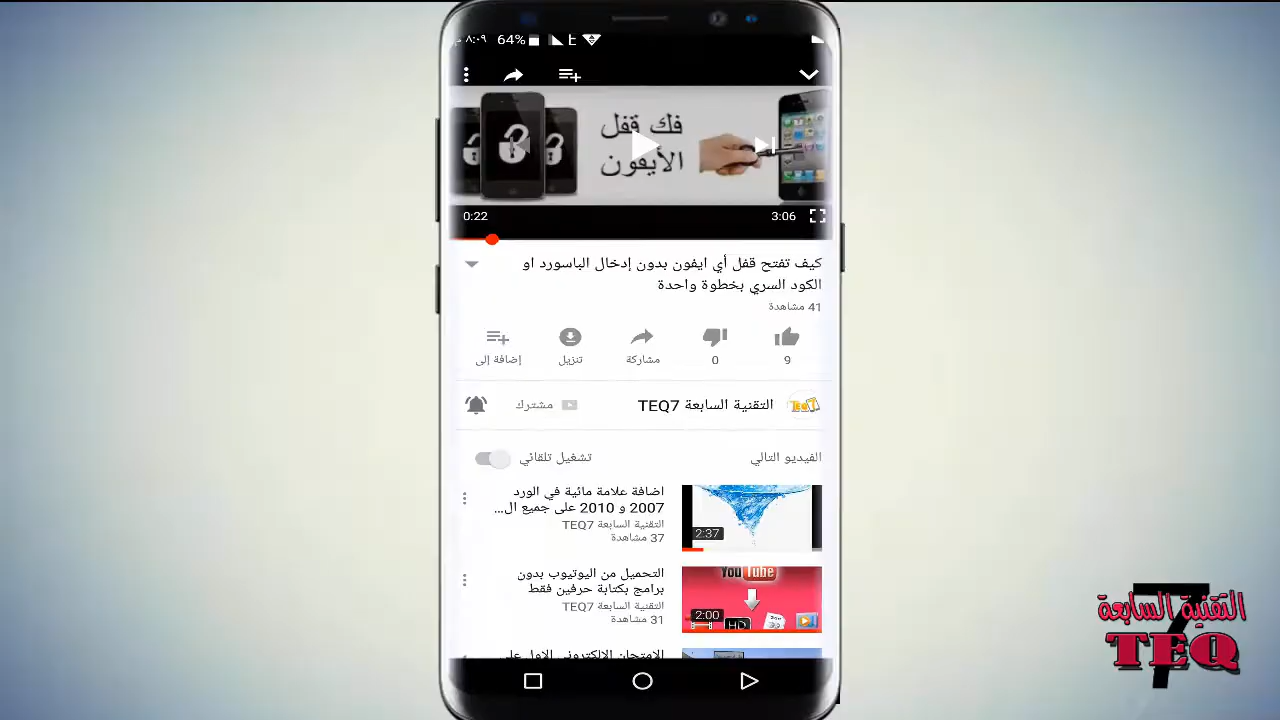 64% ٨:٠٩ م
فك قفل
الأيفون
0:22
3:06
كيف تفتح قفل أي ايفون بدون إدخال الباسورد او
الكود السري بخطوة واحدة
41 مشاهدة
9
0
مشاركة
تنزيل
إضافة إلى
التقنية السابعة TEQ7
مشترك
الفيديو التالي
تشغيل تلقائي
اضافة علامة مائية في الورد
2007 و 2010 على جميع ال...
التقنية السابعة TEQ7
37 مشاهدة
2:37
التحميل من اليوتيوب بدون
برامج بكتابة حرفين فقط
التقنية السابعة TEQ7
31 مشاهدة
YouTube
2:00
HD
الامتحان الالكتروني الاول على
التقنية السابعة
7
TEQ